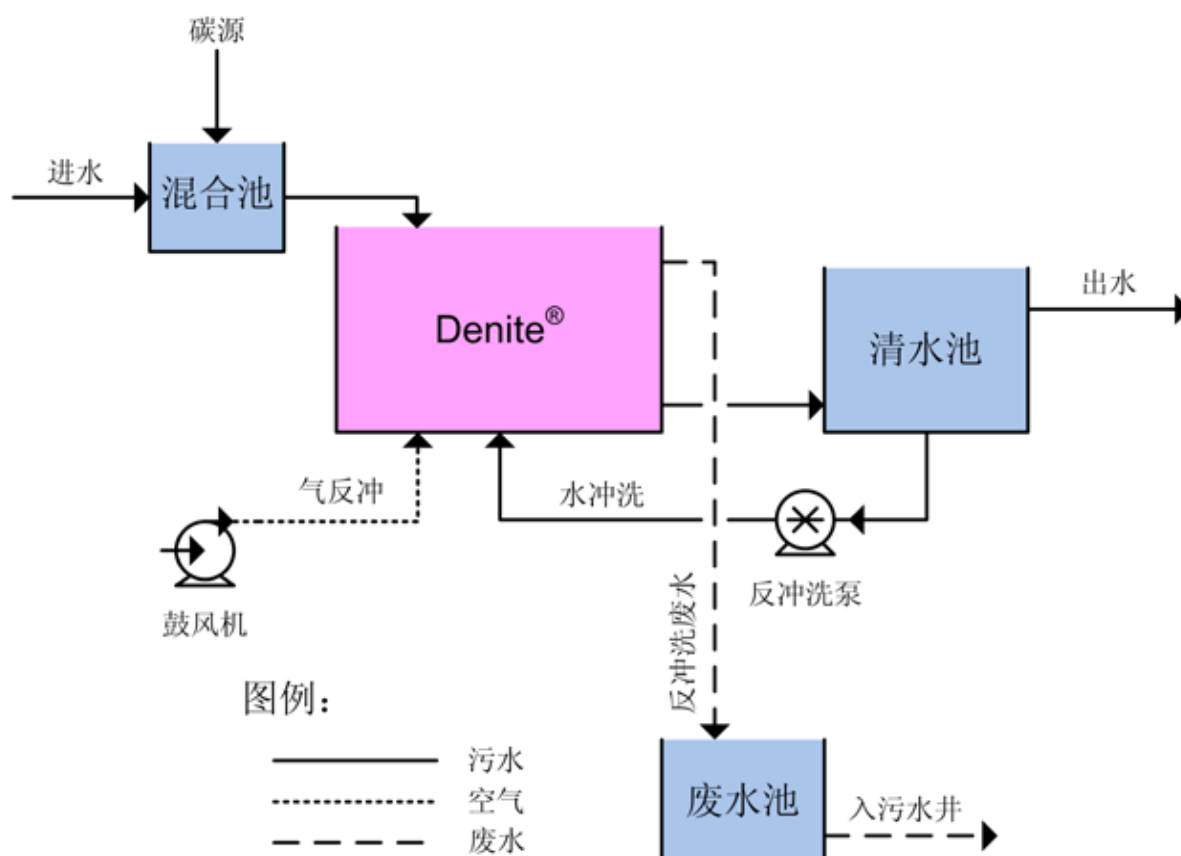 碳源
进水
混合池
Denite®
出水
清水池
气反冲
水冲洗
鼓风机
反冲洗泵
反冲洗废水
图例：
污水
空气
废水
废水池
入污水井